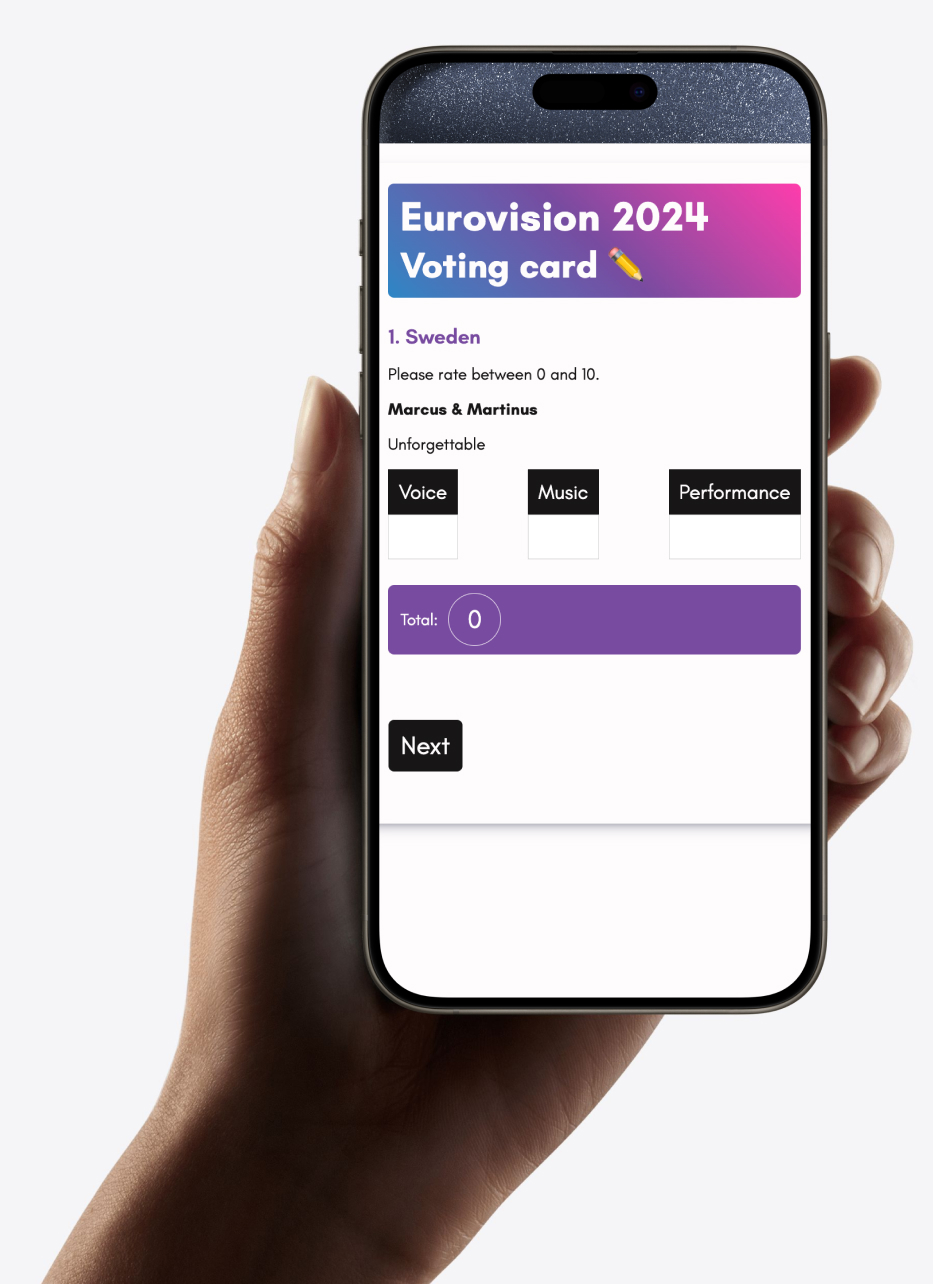 Eurovision 2024
Voting card ✏️
1. Sweden
Please rate between 0 and 10.
Marcus & Martinus
Unforgettable
Voice Music Performance
Total: 0
Next